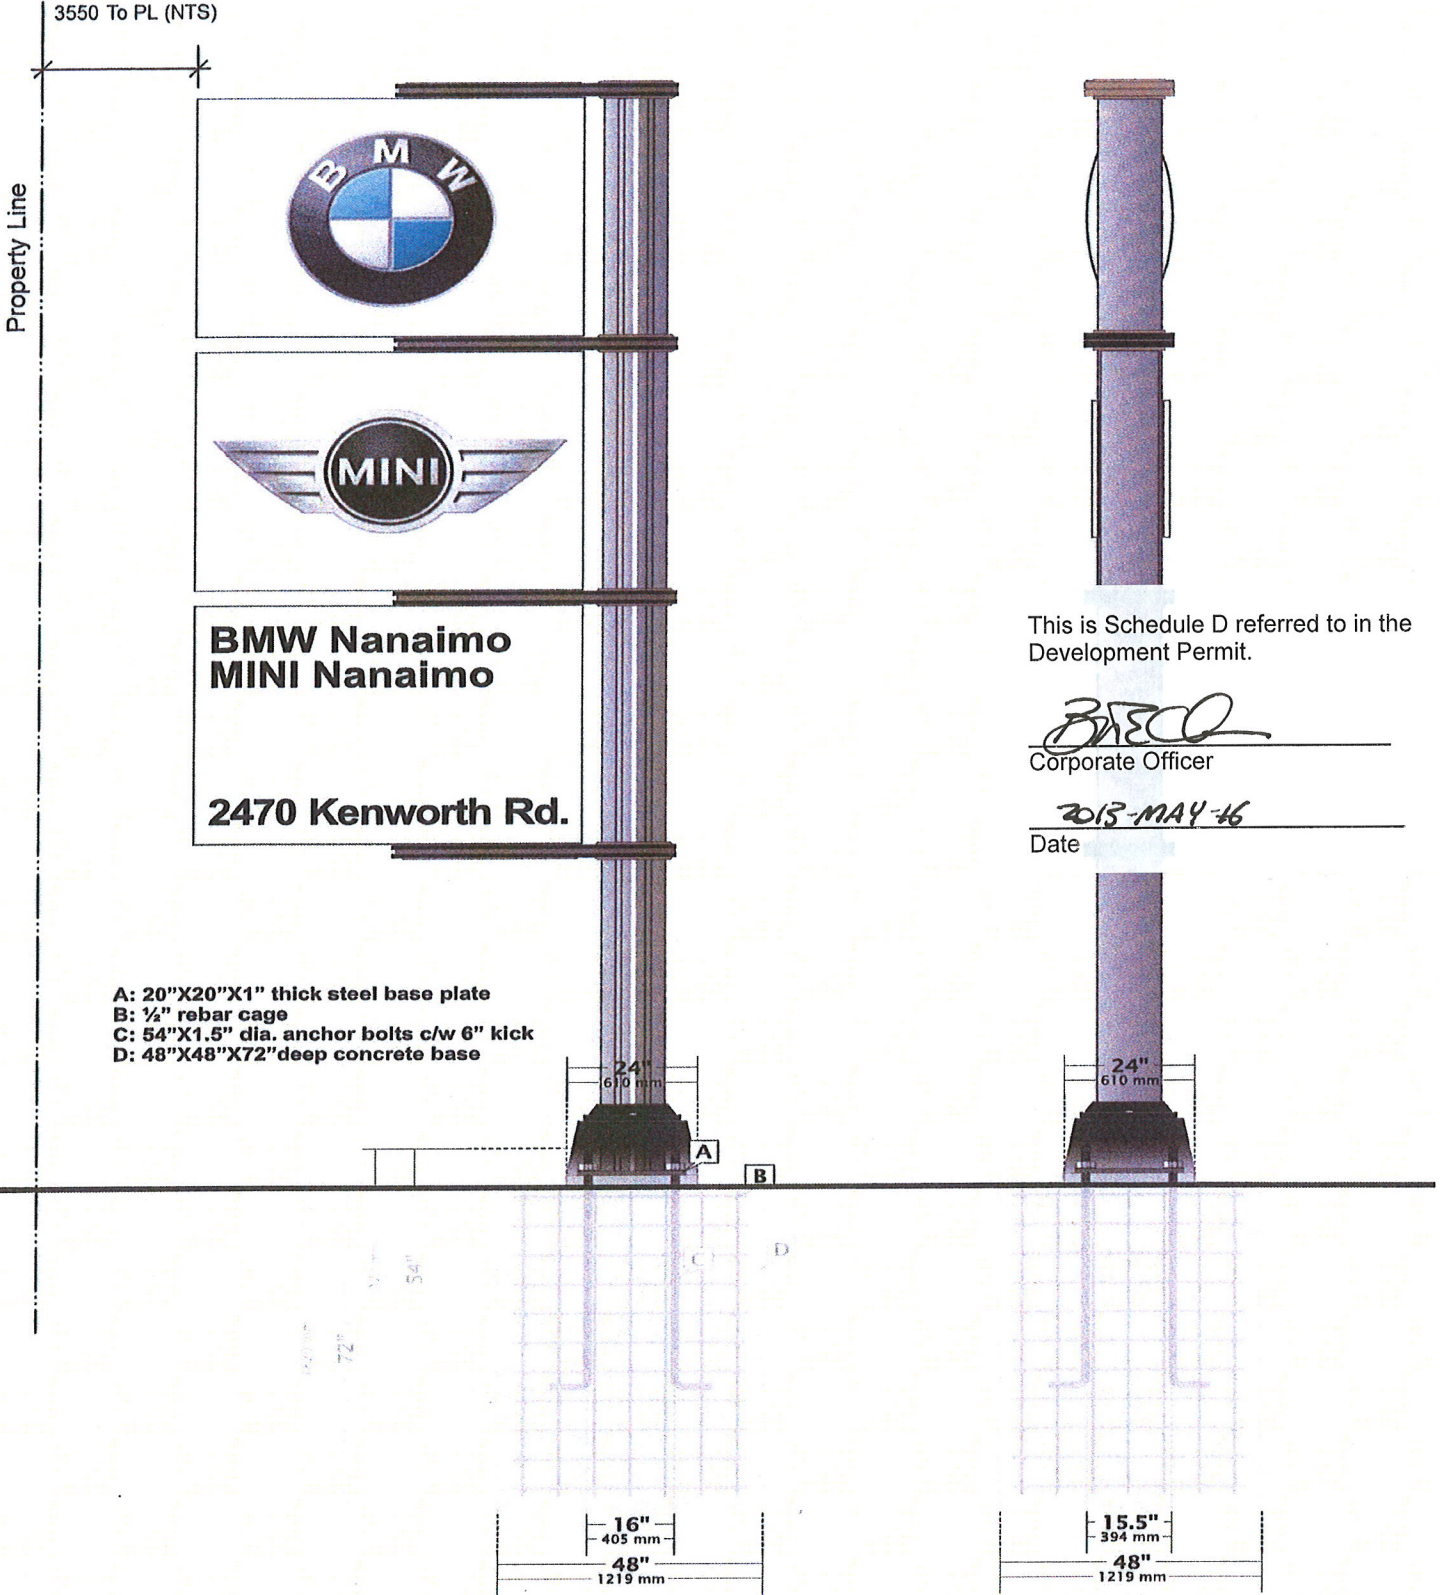 3550 To PL (NTS)
Property Line
BMW
MINI
BMW Nanaimo
MINI Nanaimo
2470 Kenworth Rd.
This is Schedule D referred to in the
Development Permit.
Corporate Officer
2013-MAY-16
Date
A: 20"X20"X1" thick steel base plate
B: ½" rebar cage
C: 54"X1.5" dia. anchor bolts c/w 6" kick
D: 48"X48"X72"deep concrete base
24"
610 mm
24"
610 mm
A
B
C
D
54"
72"
16"
405 mm
48"
1219 mm
15.5"
394 mm
48"
1219 mm